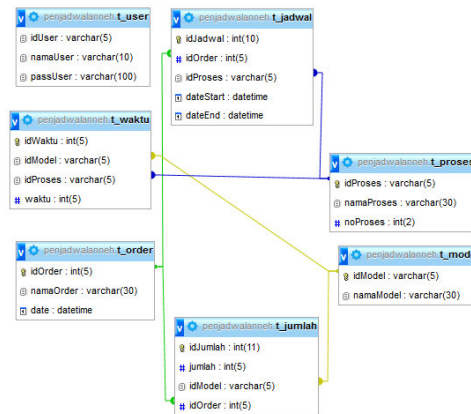 penjadwalanneh.t_user
idUser : varchar(5)
namaUser : varchar(10)
passUser : varchar(100)
penjadwalanneh.t_jadwal
idJadwal : int(10)
idOrder : int(5)
idProses : varchar(5)
dateStart : datetime
dateEnd : datetime
penjadwalanneh.t_waktu
idWaktu : int(5)
idModel : varchar(5)
idProses : varchar(5)
waktu : int(5)
penjadwalanneh.t_proses
idProses : varchar(5)
namaProses : varchar(30)
noProses : int(2)
penjadwalanneh.t_order
idOrder : int(5)
namaOrder : varchar(30)
date : datetime
penjadwalanneh.t_mode
idModel : varchar(5)
namaModel : varchar(30)
penjadwalanneh.t_jumlah
idJumlah : int(11)
jumlah : int(5)
idModel : varchar(5)
idOrder : int(5)